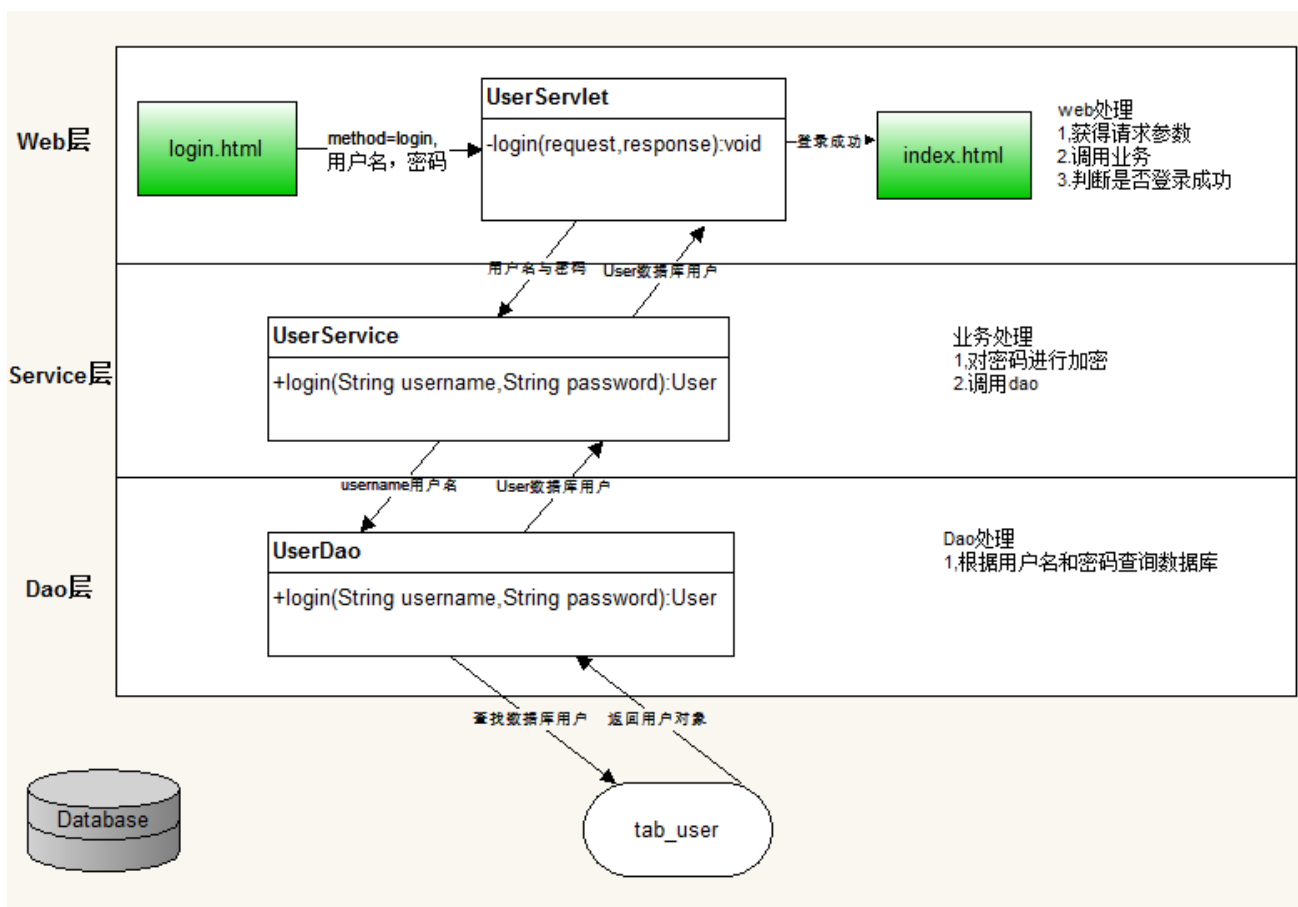 Web层
login.html
method=login,
用户名，密码
UserServlet
-login(request,response):void
登录成功
index.html
web处理
1,获得请求参数
2.调用业务
3.判断是否登录成功
用户名与密码
User数据库用户
Service层
UserService
+login(String username,String password):User
业务处理
1,对密码进行加密
2.调用dao
username用户名
User数据库用户
Dao层
UserDao
+login(String username,String password):User
Dao处理
1,根据用户名和密码查询数据库
查找数据库用户
返回用户对象
Database
tab_user